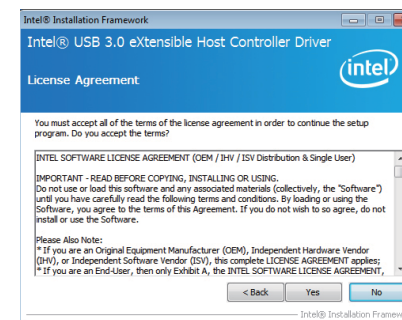 Intel® Installation Framework
Intel® USB 3.0 eXtensible Host Controller Driver
intel
License Agreement
You must accept all of the terms of the license agreement in order to continue the setup
program. Do you accept the terms?
INTEL SOFTWARE LICENSE AGREEMENT (OEM / IHV / ISV Distribution & Single User)
IMPORTANT - READ BEFORE COPYING, INSTALLING OR USING.
Do not use or load this software and any associated materials (collectively, the "Software")
until you have carefully read the following terms and conditions. By loading or using the
Software, you agree to the terms of this Agreement. If you do not wish to so agree, do not
install or use the Software.
Please Also Note:
* If you are an Original Equipment Manufacturer (OEM), Independent Hardware Vendor
(IHV), or Independent Software Vendor (ISV), this complete LICENSE AGREEMENT applies;
* If you are an End-User, then only Exhibit A, the INTEL SOFTWARE LICENSE AGREEMENT,
< Back Yes No
Intel® Installation